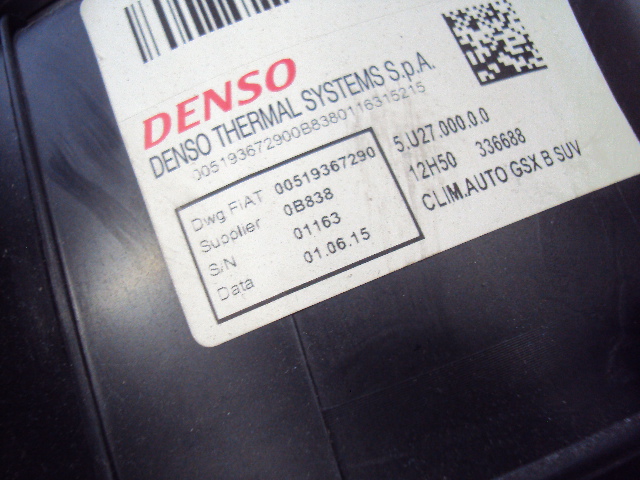 DENSO
DENSO THERMAL SYSTEMS S.p.A.
005193672900B8380116315215
Dwg FIAT 00519367290
Supplier 0B838
S/N 01163
Data 01.06.15
5.U27.000.0.0
12H50 336688
CLIM.AUTO GSX B SUV